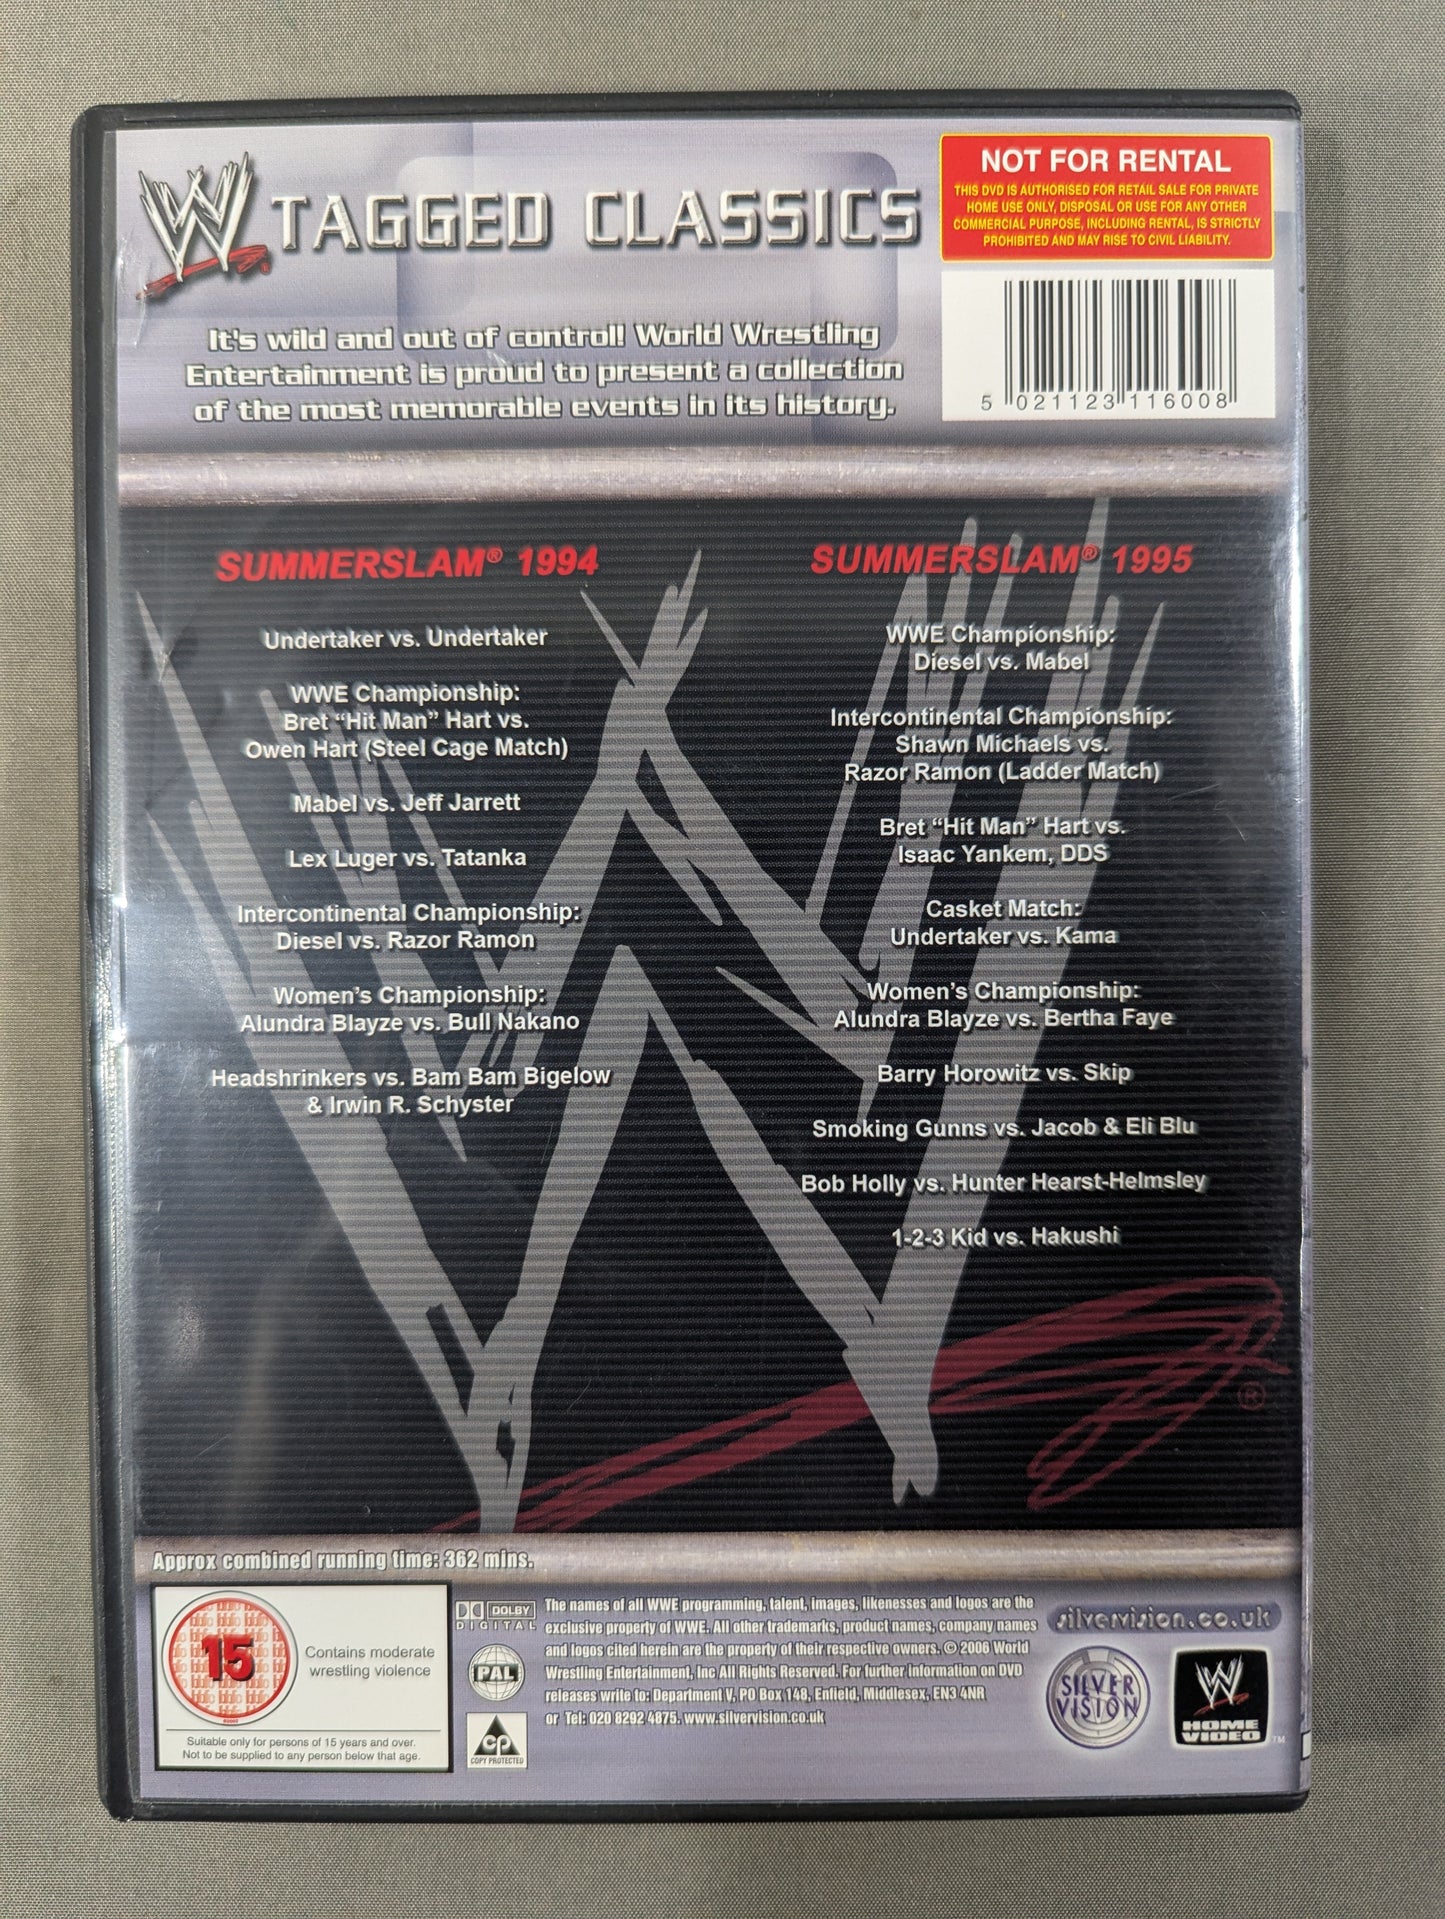 W TAGGED CLASSICS
NOT FOR RENTAL
THIS DVD IS AUTHORISED FOR RETAIL SALE FOR PRIVATE
HOME USE ONLY, DISPOSAL OR USE FOR ANY OTHER
COMMERCIAL PURPOSE, INCLUDING RENTAL, IS STRICTLY
PROHIBITED AND MAY RISE TO CIVIL LIABILITY.
5 021123 116008
It's wild and out of control! World Wrestling
Entertainment is proud to present a collection
of the most memorable events in its history.
SUMMERSLAM® 1994
Undertaker vs. Undertaker
WWE Championship:
Bret “Hit Man” Hart vs.
Owen Hart (Steel Cage Match)
Mabel vs. Jeff Jarrett
Lex Luger vs. Tatanka
Intercontinental Championship:
Diesel vs. Razor Ramon
Women's Championship:
Alundra Blayze vs. Bull Nakano
Headshrinkers vs. Bam Bam Bigelow
& Irwin R. Schyster
SUMMERSLAM® 1995
WWE Championship:
Diesel vs. Mabel
Intercontinental Championship:
Shawn Michaels vs.
Razor Ramon (Ladder Match)
Bret “Hit Man” Hart vs.
Isaac Yankem, DDS
Casket Match:
Undertaker vs. Kama
Women's Championship:
Alundra Blayze vs. Bertha Faye
Barry Horowitz vs. Skip
Smoking Gunns vs. Jacob & Eli Blu
Bob Holly vs. Hunter Hearst-Helmsley
1-2-3 Kid vs. Hakushi
®
Approx combined running time: 362 mins.
15
Contains moderate
wrestling violence
Suitable only for persons of 15 years and over.
Not to be supplied to any person below that age.
DOLBY
DIGITAL
PAL
CP
COPY PROTECTED
The names of all WWE programming, talent, images, likenesses and logos are the
exclusive property of WWE. All other trademarks, product names, company names
and logos cited herein are the property of their respective owners. © 2006 World
Wrestling Entertainment, Inc All Rights Reserved. For further information on DVD
releases write to: Department V, PO Box 148, Enfield, Middlesex, EN3 4NR
or Tel: 020 8292 4875. www.silvervision.co.uk
silvervision.co.uk
SILVER
VISION
W
HOME
VIDEO
TM